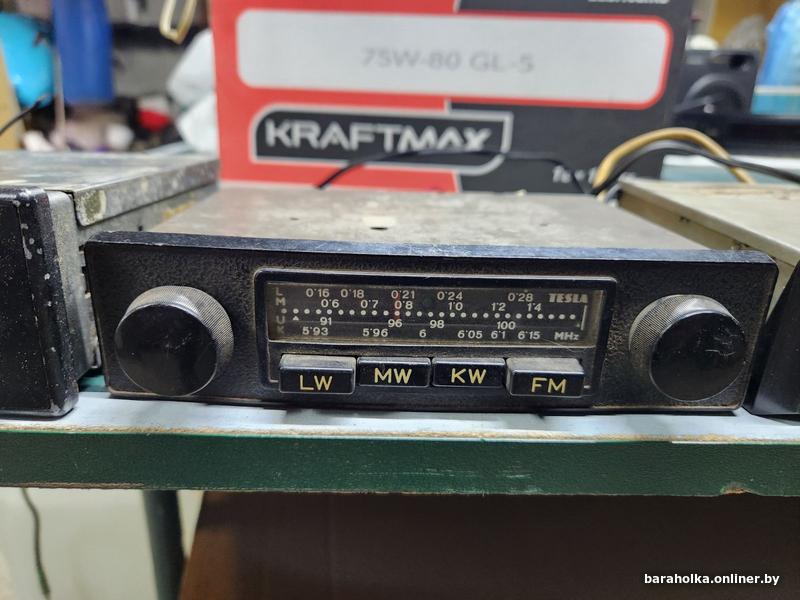 75W-80 GL-5
KRAFTMAX
L 0'16 0'18 0'21 0'24 0'28 TESLA
M 0'6 0'7 0'8 1'0 1'2 1'4
U 91 96 98 100
K 5'93 5'96 6 6'05 6'1 6'15 MHz
LW MW KW FM
baraholka.onliner.by